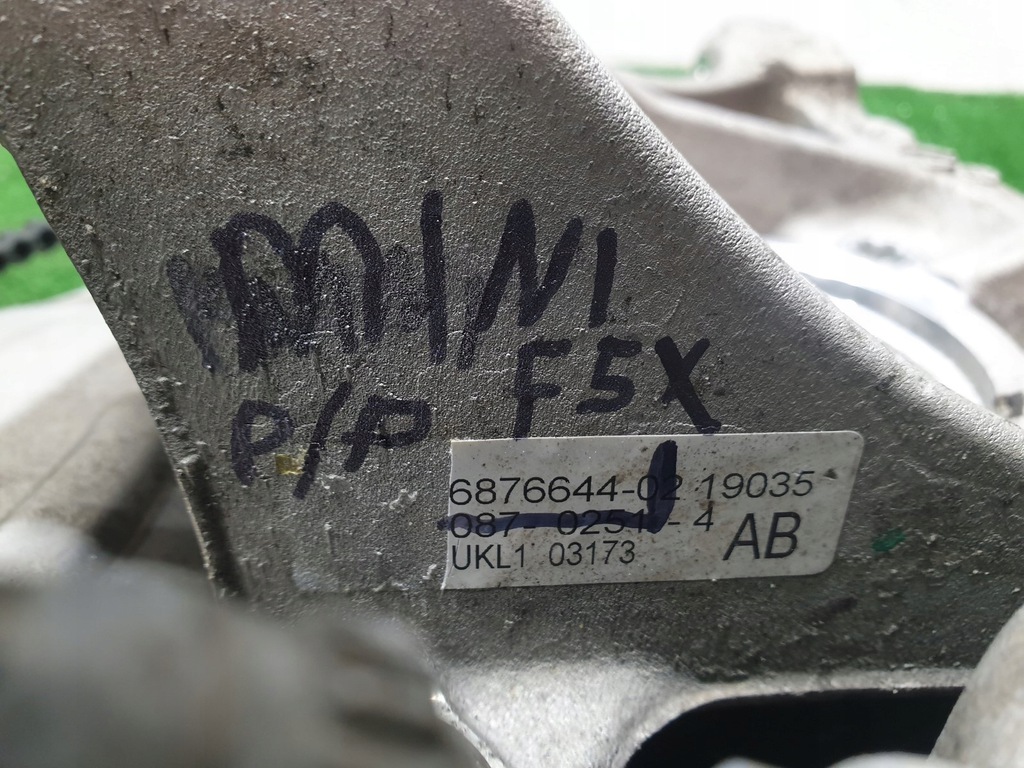 MINI
P/P F5X
6876644-02 19035
087- 0251 -4 AB
UKL1 03173